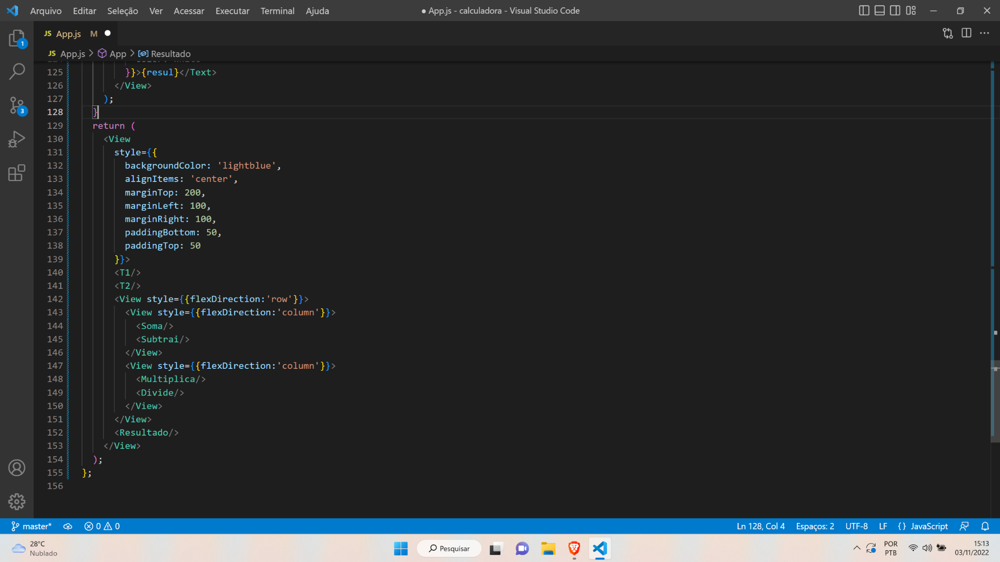 Arquivo Editar Seleção Ver Acessar Executar Terminal Ajuda
● App.js - calculadora - Visual Studio Code
JS App.js M
JS App.js > App > Resultado
1
3
125 }}>{resul}</Text>
126 </View>
127 );
128 }
129 return (
130 <View
131 style={{
132 backgroundColor: 'lightblue',
133 alignItems: 'center',
134 marginTop: 200,
135 marginLeft: 100,
136 marginRight: 100,
137 paddingBottom: 50,
138 paddingTop: 50
139 }}>
140 <T1/>
141 <T2/>
142 <View style={{flexDirection:'row'}}>
143 <View style={{flexDirection:'column'}}>
144 <Soma/>
145 <Subtrai/>
146 </View>
147 <View style={{flexDirection:'column'}}>
148 <Multiplica/>
149 <Divide/>
150 </View>
151 </View>
152 <Resultado/>
153 </View>
154 );
155 };
156
master* 0 0 Ln 128, Col 4 Espaços: 2 UTF-8 LF {} JavaScript
28°C
Nublado
Pesquisar
POR
PTB
15:13
03/11/2022